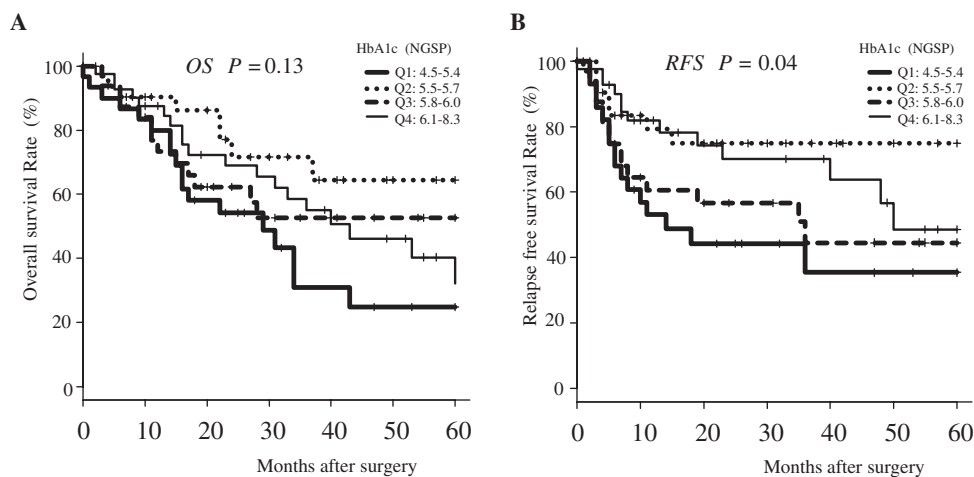 A
HbA1c (NGSP)
OS P = 0.13
Q1: 4.5-5.4
Q2: 5.5-5.7
Q3: 5.8-6.0
Q4: 6.1-8.3
Overall survival Rate (%)
100
80
60
40
20
0
0 10 20 30 40 50 60
Months after surgery
B
HbA1c (NGSP)
RFS P = 0.04
Q1: 4.5-5.4
Q2: 5.5-5.7
Q3: 5.8-6.0
Q4: 6.1-8.3
Relapse free survival Rate (%)
100
80
60
40
20
0
0 10 20 30 40 50 60
Months after surgery